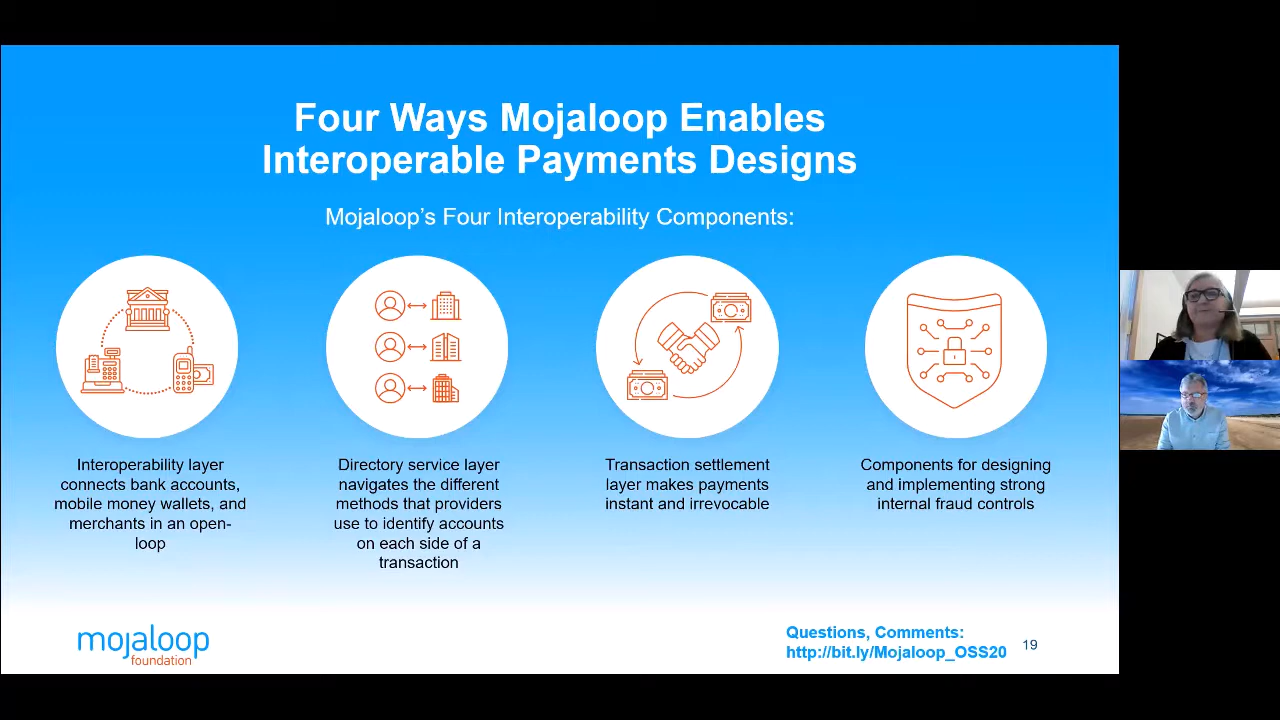 Four Ways Mojaloop Enables
Interoperable Payments Designs
Mojaloop’s Four Interoperability Components:
Interoperability layer
connects bank accounts,
mobile money wallets, and
merchants in an open-
loop
Directory service layer
navigates the different
methods that providers
use to identify accounts
on each side of a
transaction
Transaction settlement
layer makes payments
instant and irrevocable
Components for designing
and implementing strong
internal fraud controls
mojaloop
foundation
Questions, Comments:
http://bit.ly/Mojaloop_OSS20
19